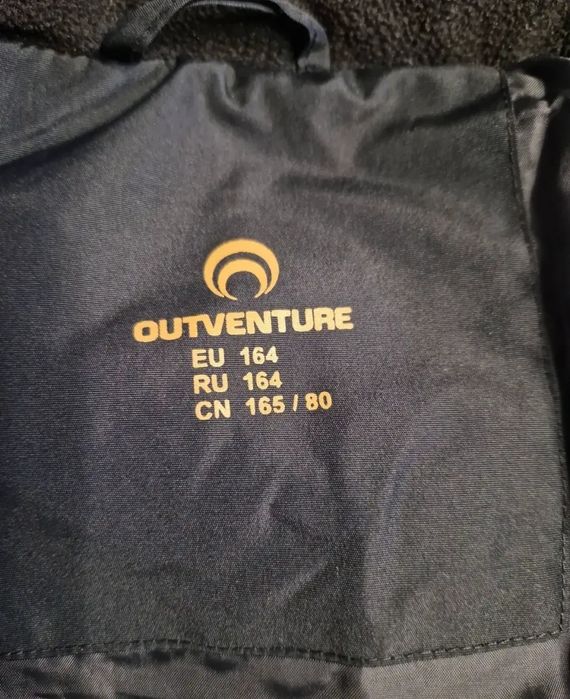 OUTVENTURE
EU 164
RU 164
CN 165 / 80